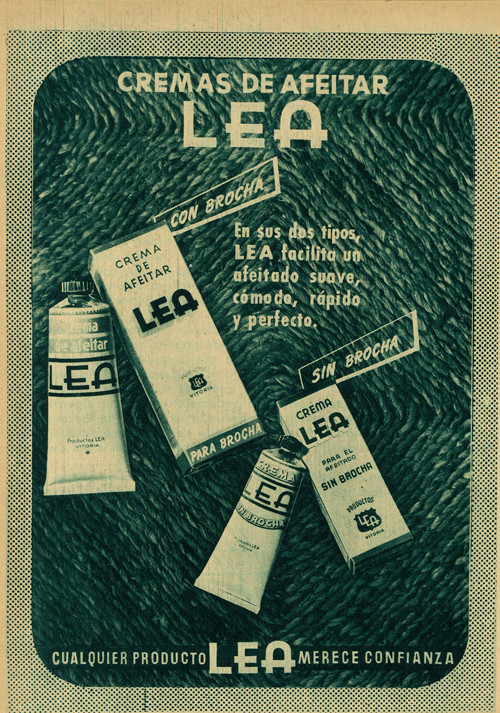 CREMAS DE AFEITAR
LEA
CON BROCHA
En sus dos tipos,
LEA facilita un
afeitado suave,
cómodo, rápido
y perfecto.
CREMA
DE
AFEITAR
LEA
LEA
VITORIA
PARA BROCHA
Crema
de afeitar
LEA
Productos LEA
VITORIA
SIN BROCHA
CREMA
LEA
PARA EL
AFEITADO
SIN BROCHA
PRODUCTOS
LEA
VITORIA
CREMA
LEA
SIN BROCHA
CUALQUIER PRODUCTO LEA MERECE CONFIANZA